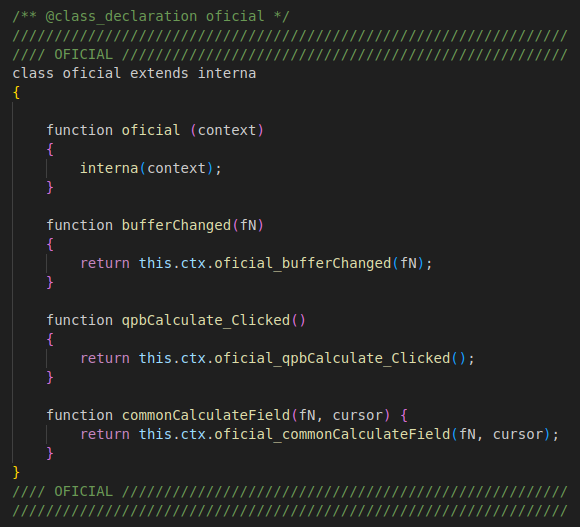 /** @class_declaration oficial */
//////////////////////////////////////////////////////////////////
//// OFICIAL /////////////////////////////////////////////////////
class oficial extends interna
{
function oficial (context)
{
interna(context);
}
function bufferChanged(fN)
{
return this.ctx.oficial_bufferChanged(fN);
}
function qpbCalculate_Clicked()
{
return this.ctx.oficial_qpbCalculate_Clicked();
}
function commonCalculateField(fN, cursor) {
return this.ctx.oficial_commonCalculateField(fN, cursor);
}
}
//// OFICIAL /////////////////////////////////////////////////////
//////////////////////////////////////////////////////////////////